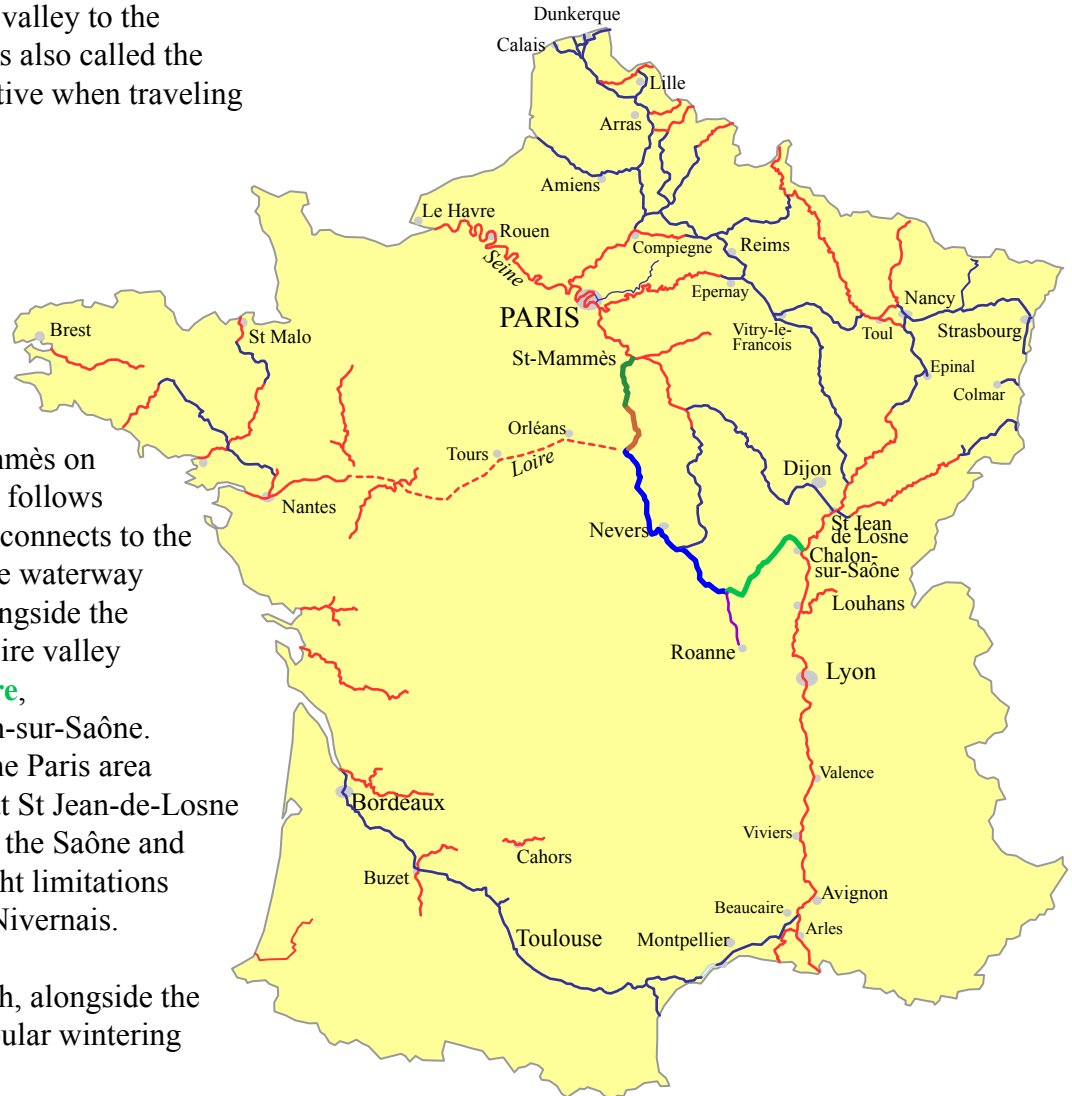 valley to the
s also called the
tive when traveling
nmès on
follows
connects to the
e waterway
ngside the
ire valley
re,
n-sur-Saône.
ne Paris area
at St Jean-de-Losne
the Saône and
ht limitations
Nivernais.
h, alongside the
pular wintering
Dunkerque
Calais
Lille
Arras
Amiens
Le Havre
Rouen
Seine
Compiegne
Reims
Epernay
PARIS
Nancy
Brest
St Malo
Vitry-le-
Francois
Toul
Strasbourg
St-Mammès
Epinal
Colmar
Orléans
Tours
Loire
Dijon
Nantes
Nevers
St Jean
de Losne
Chalon-
sur-Saône
Louhans
Roanne
Lyon
Valence
Bordeaux
Viviers
Cahors
Buzet
Avignon
Beaucaire
Arles
Toulouse
Montpellier